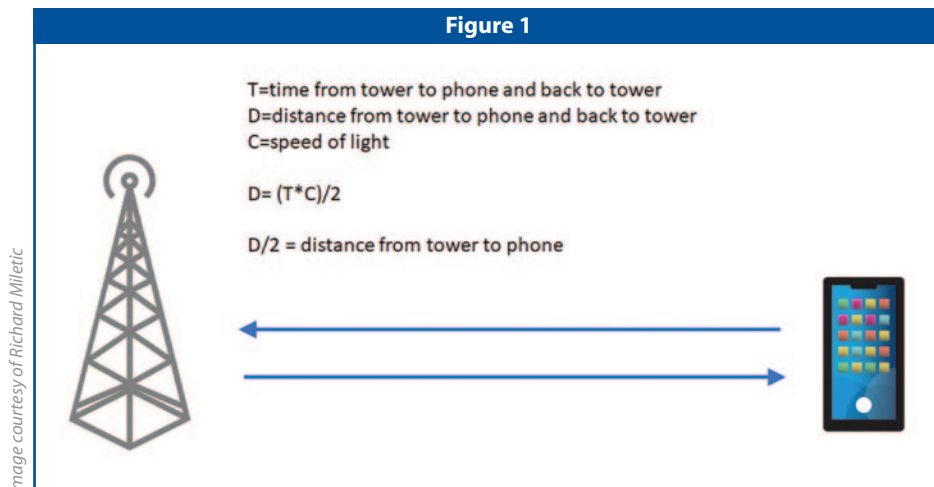 Figure 1
T=time from tower to phone and back to tower
D=distance from tower to phone and back to tower
C=speed of light
D= (T*C)/2
D/2 = distance from tower to phone
courtesy of Richard Miletic